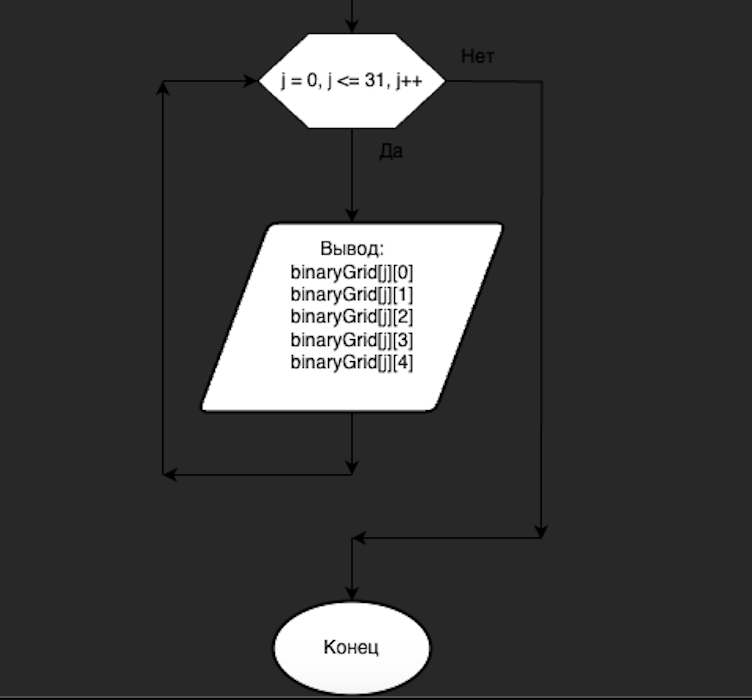 Нет
j = 0, j <= 31, j++
Да
Вывод:
binaryGrid[j][0]
binaryGrid[j][1]
binaryGrid[j][2]
binaryGrid[j][3]
binaryGrid[j][4]
Конец